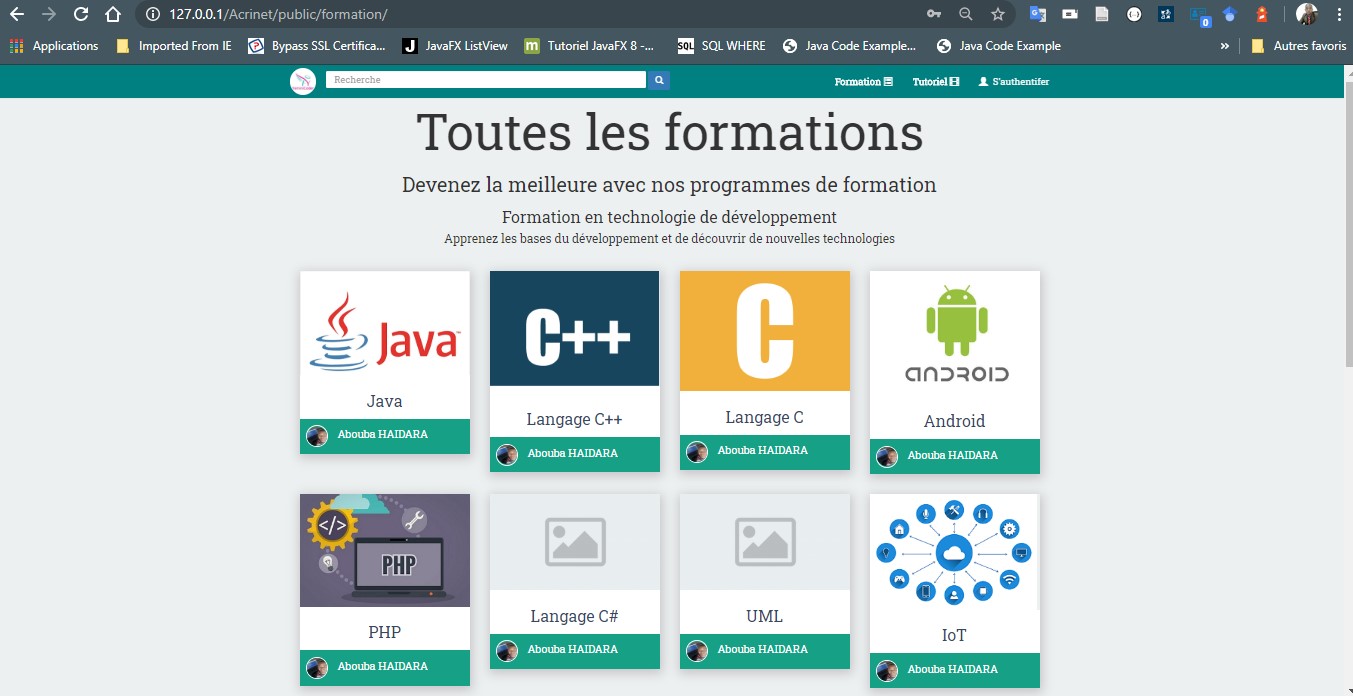 127.0.0.1/Acrinet/public/formation/
Applications
Imported From IE
Bypass SSL Certifica...
JavaFX ListView
Tutoriel JavaFX 8 -...
SQL WHERE
Java Code Example...
Java Code Example
»
Autres favoris
Recherche
Formation
Tutoriel
S'authentifer
Toutes les formations
Devenez la meilleure avec nos programmes de formation
Formation en technologie de développement
Apprenez les bases du développement et de découvrir de nouvelles technologies
Java
C++
C
ANDROID
Java
Langage C++
Langage C
Android
Abouba HAIDARA
Abouba HAIDARA
Abouba HAIDARA
Abouba HAIDARA
</>
PHP
PHP
Langage C#
UML
IoT
Abouba HAIDARA
Abouba HAIDARA
Abouba HAIDARA
Abouba HAIDARA